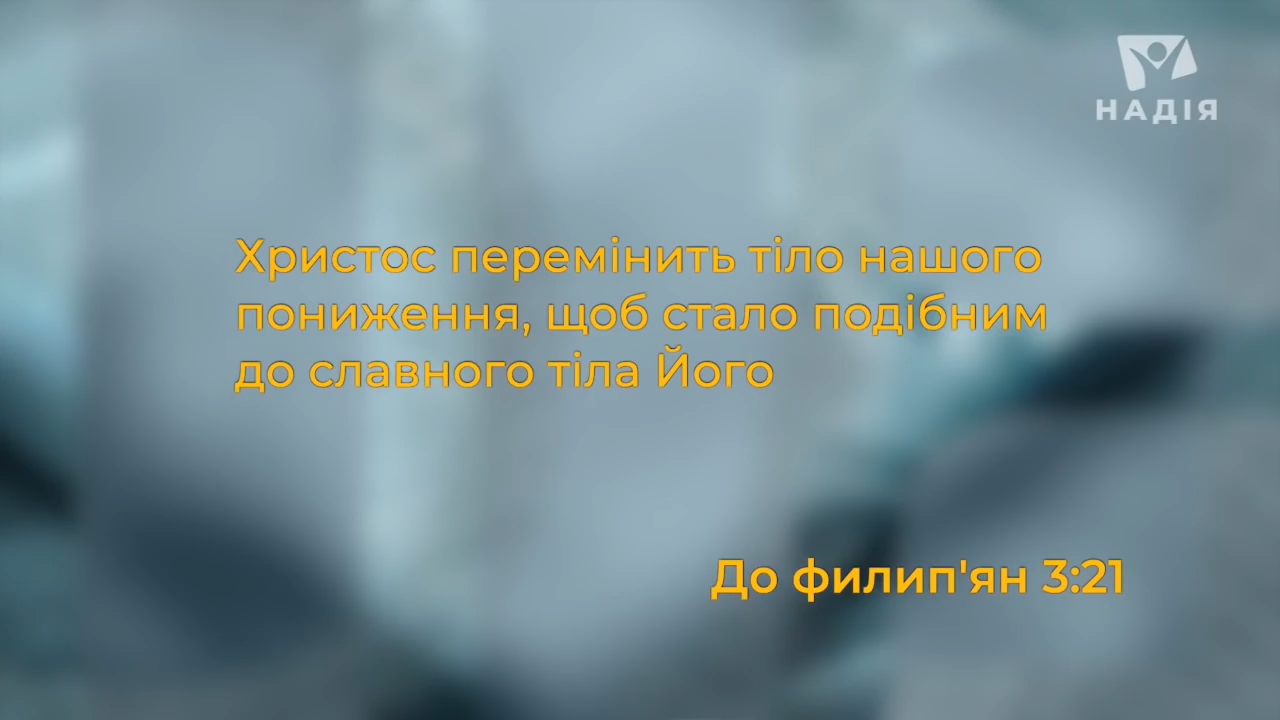 НАДІЯ
Христос перемінить тіло нашого
пониження, щоб стало подібним
до славного тіла Його
До филип'ян 3:21